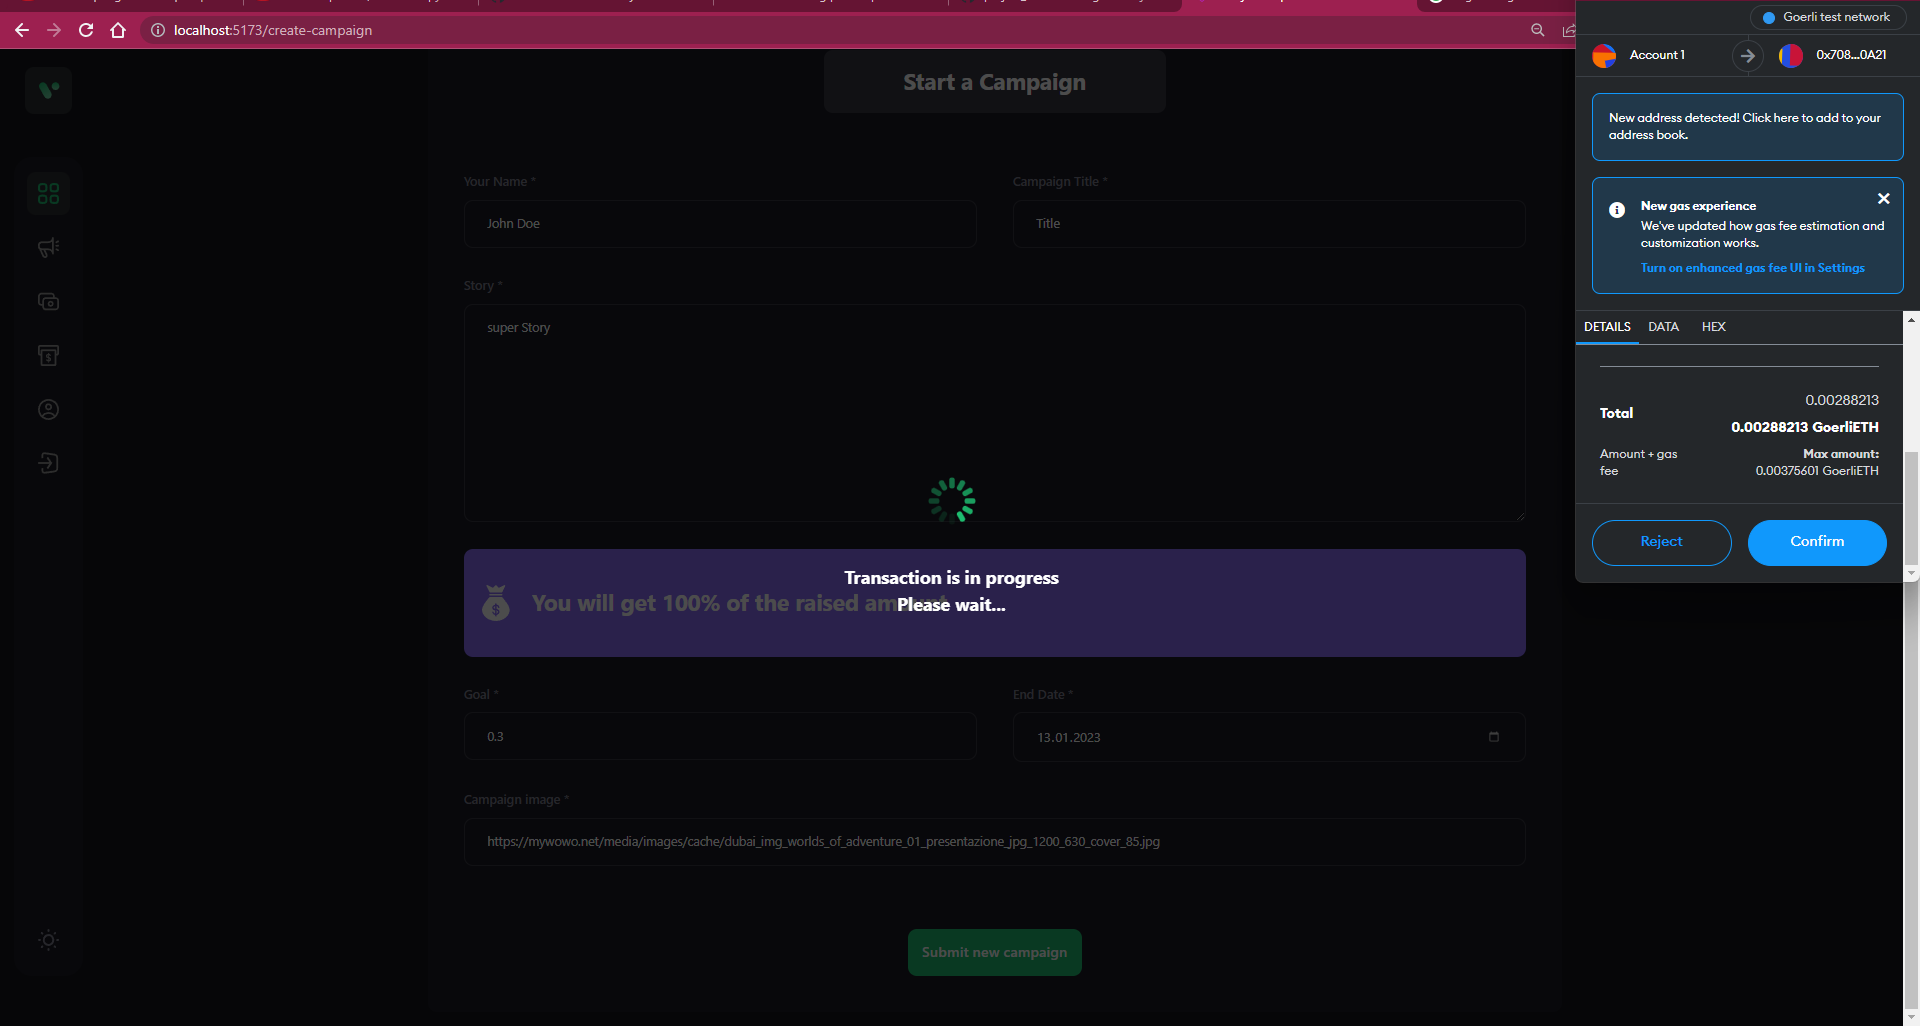 localhost:5173/create-campaign
Start a Campaign
Your Name *
Campaign Title *
John Doe
Title
Story *
super Story
Transaction is in progress
Please wait...
You will get 100% of the raised amount
Goal *
End Date *
0.3
13.01.2023
Campaign image *
https://mywowo.net/media/images/cache/dubai_img_worlds_of_adventure_01_presentazione_jpg_1200_630_cover_85.jpg
Submit new campaign
Goerli test network
Account 1
0x708...0A21
New address detected! Click here to add to your
address book.
New gas experience
We've updated how gas fee estimation and
customization works.
Turn on enhanced gas fee UI in Settings
DETAILS
DATA
HEX
0.00288213
Total
0.00288213 GoerliETH
Amount + gas
fee
Max amount:
0.00375601 GoerliETH
Reject
Confirm